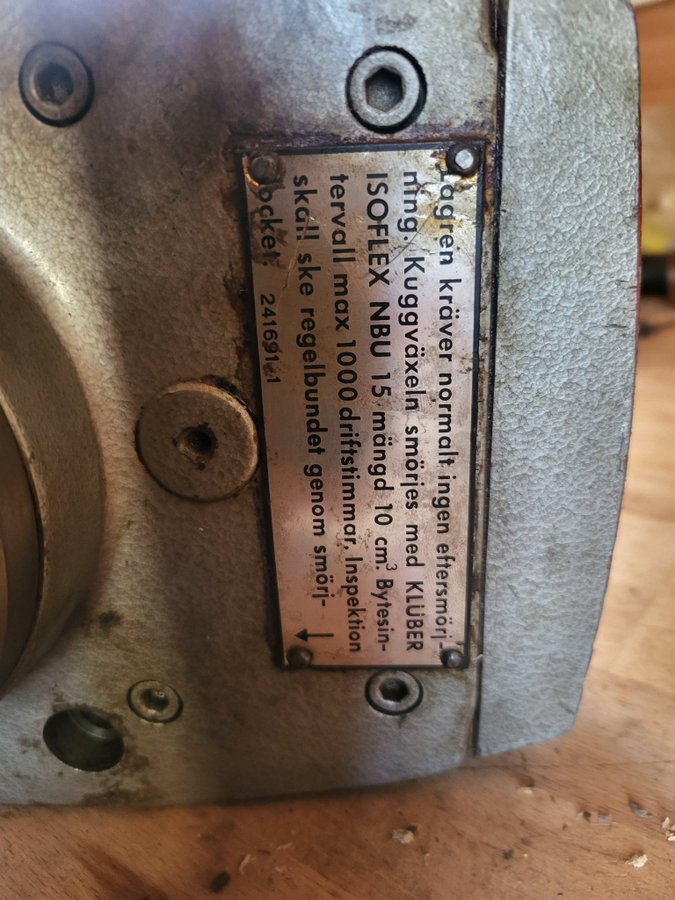 Lagren kräver normalt ingen eftersmörj-
ning. Kuggväxeln smörjes med KLÜBER
ISOFLEX NBU 15 mängd 10 cm³. Bytesin-
tervall max 1000 driftstimmar. Inspektion
skall ske regelbundet genom smörj-
locket. 241691-1